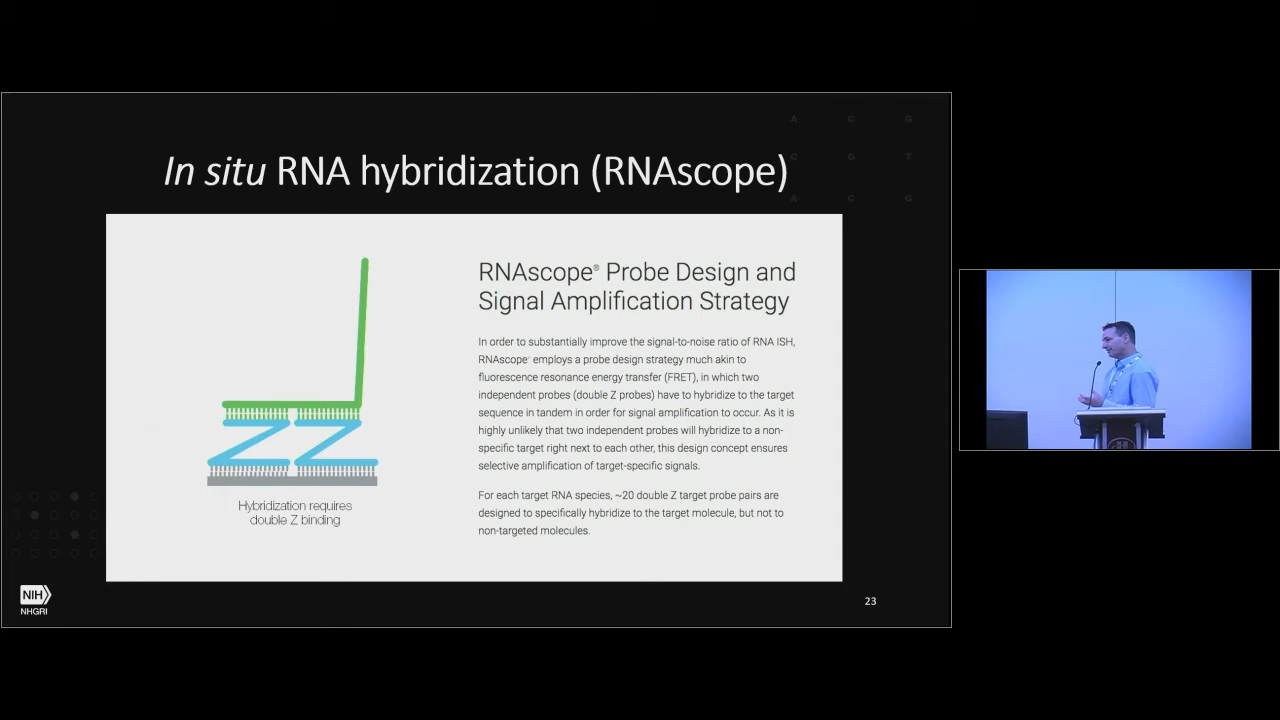 A C G
C G T
A C G
In situ RNA hybridization (RNAscope)
RNAscope® Probe Design and
Signal Amplification Strategy
In order to substantially improve the signal-to-noise ratio of RNA ISH,
RNAscope® employs a probe design strategy much akin to
fluorescence resonance energy transfer (FRET), in which two
independent probes (double Z probes) have to hybridize to the target
sequence in tandem in order for signal amplification to occur. As it is
highly unlikely that two independent probes will hybridize to a non-
specific target right next to each other, this design concept ensures
selective amplification of target-specific signals.
For each target RNA species, ~20 double Z target probe pairs are
designed to specifically hybridize to the target molecule, but not to
non-targeted molecules.
Hybridization requires
double Z binding
NIH
NHGRI
23